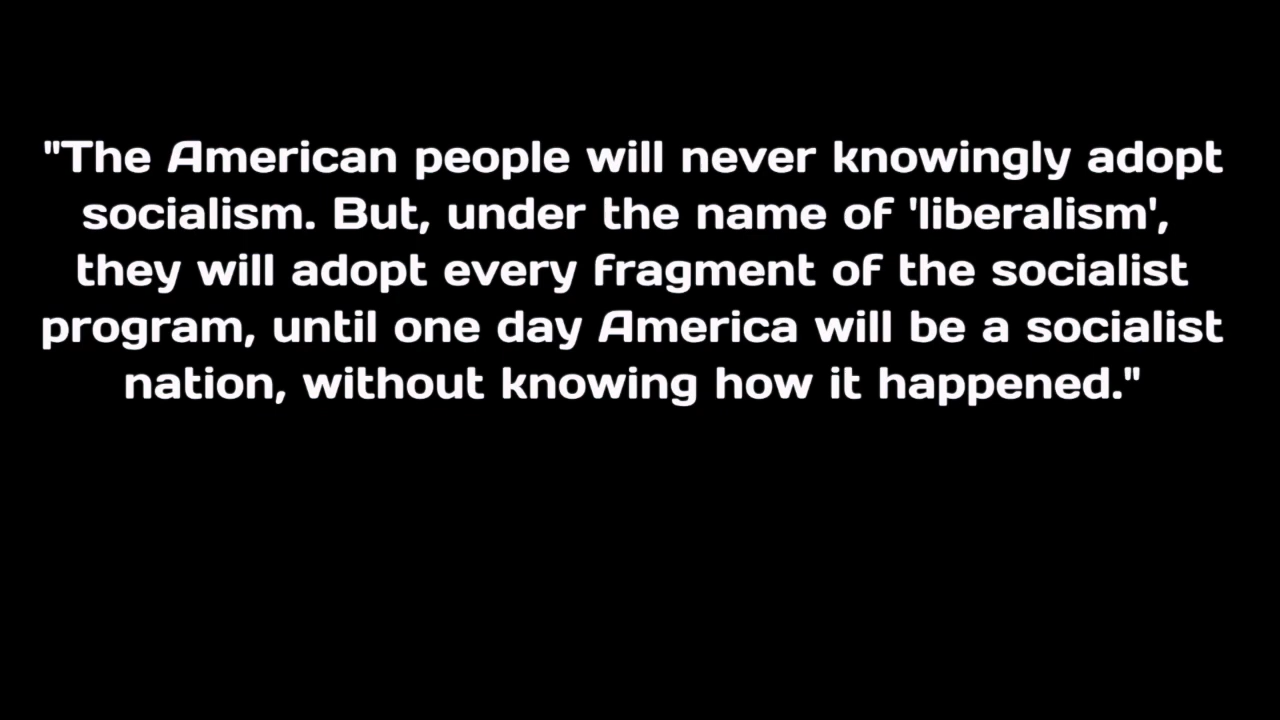 "The American people will never knowingly adopt
socialism. But, under the name of 'liberalism',
they will adopt every fragment of the socialist
program, until one day America will be a socialist
nation, without knowing how it happened."